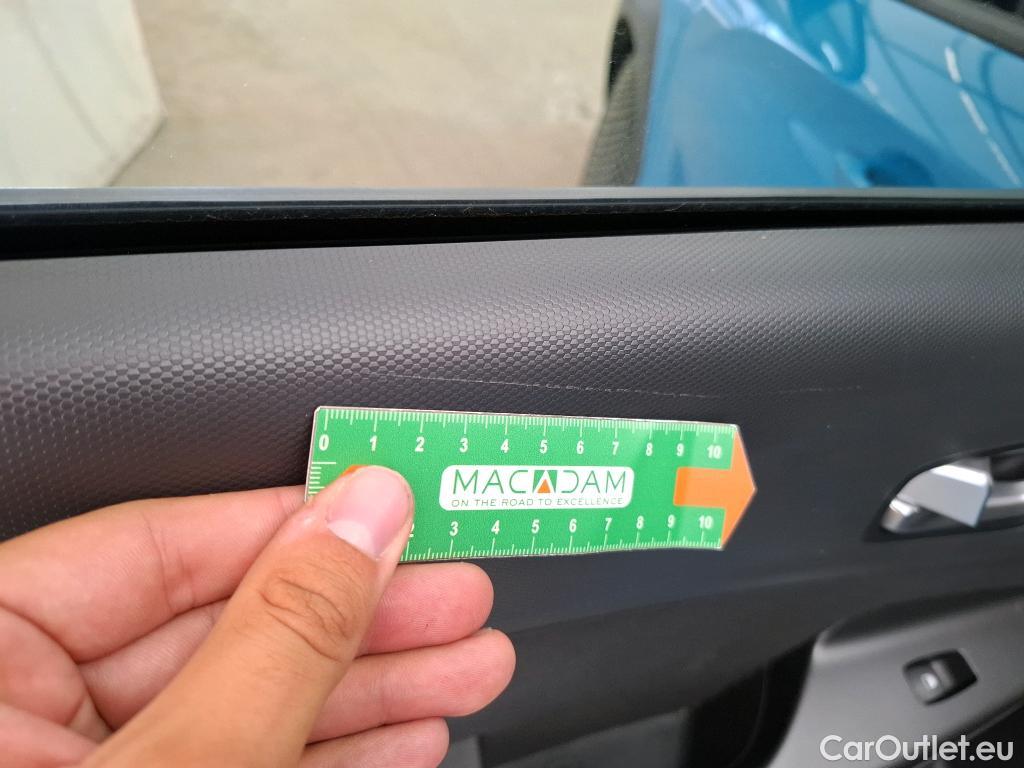 0 1 2 3 4 5 6 7 8 9 10
MACADAM
ON THE ROAD TO EXCELLENCE
2 3 4 5 6 7 8 9 10
CarOutlet.eu